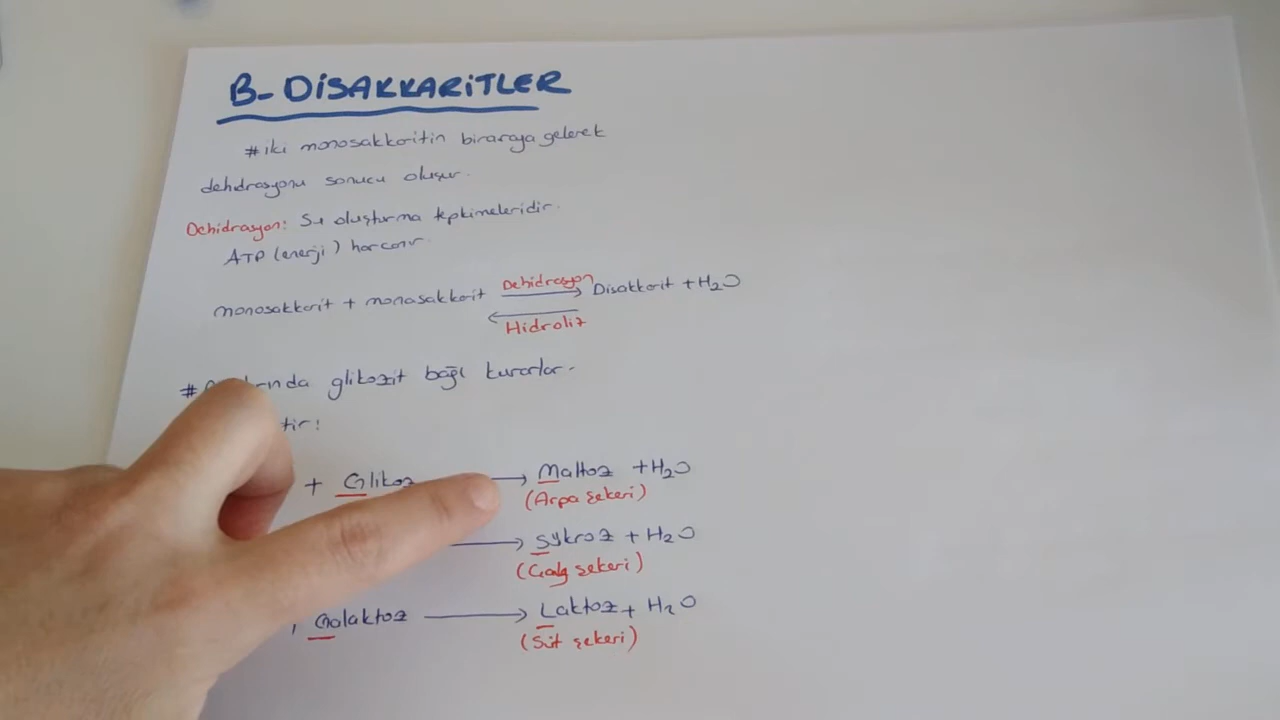 B- DİSAKKARİTLER
#iki monosakkaritin biraraya gelerek
dehdrasyonu sonucu oluşur.
Dehidrasyon: Su oluşturma tepkimeleridir.
ATP (enerji) harcanır.
monosakkarit + monosakkarit Dehidrasyon Disakkarit + H2O
Hidroliz
# glikozit bağı kurarlar.
+ Glikoz → Maltoz + H2O
(Arpa şekeri)
→ Sykroz + H2O
(Çay şekeri)
Galaktoz → Laktoz + H2O
(Süt şekeri)